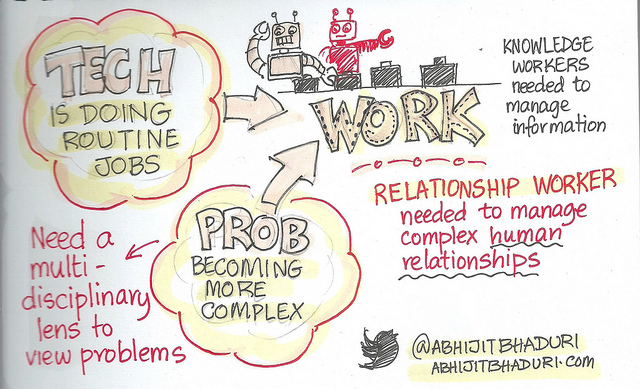 TECH
IS DOING
ROUTINE
JOBS
WORK
KNOWLEDGE
WORKERS
needed to
manage
information
RELATIONSHIP WORKER
needed to manage
complex human
relationships
PROB
BECOMING
MORE
COMPLEX
Need a
multi-
disciplinary
lens to
view problems
@ABHIJITBHADURI
ABHIJITBHADURI.COM